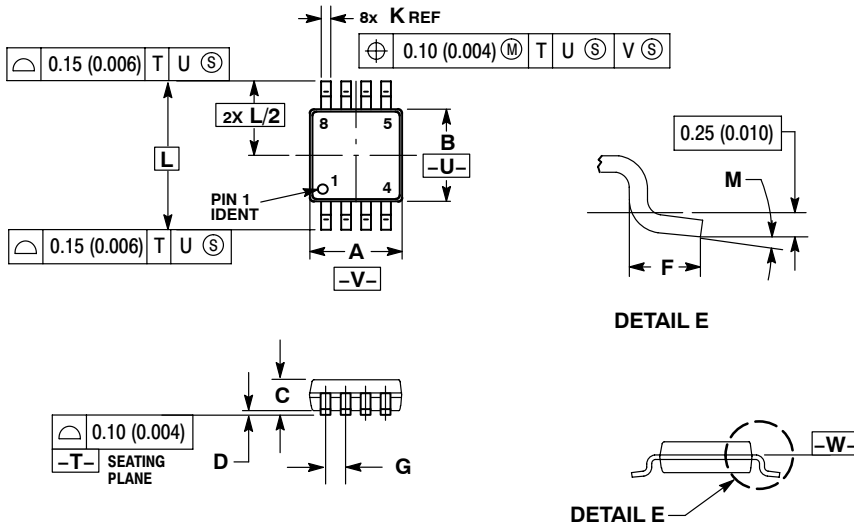 8x K REF
⌖ 0.10 (0.004) Ⓜ T U Ⓢ V Ⓢ
⌓ 0.15 (0.006) T U Ⓢ
2X L/2
8 5
B
–U–
L
1
4
PIN 1
IDENT
⌓ 0.15 (0.006) T U Ⓢ
A
–V–
0.25 (0.010)
M
F
DETAIL E
C
⌓ 0.10 (0.004)
–T– SEATING
PLANE
D
G
–W–
DETAIL E